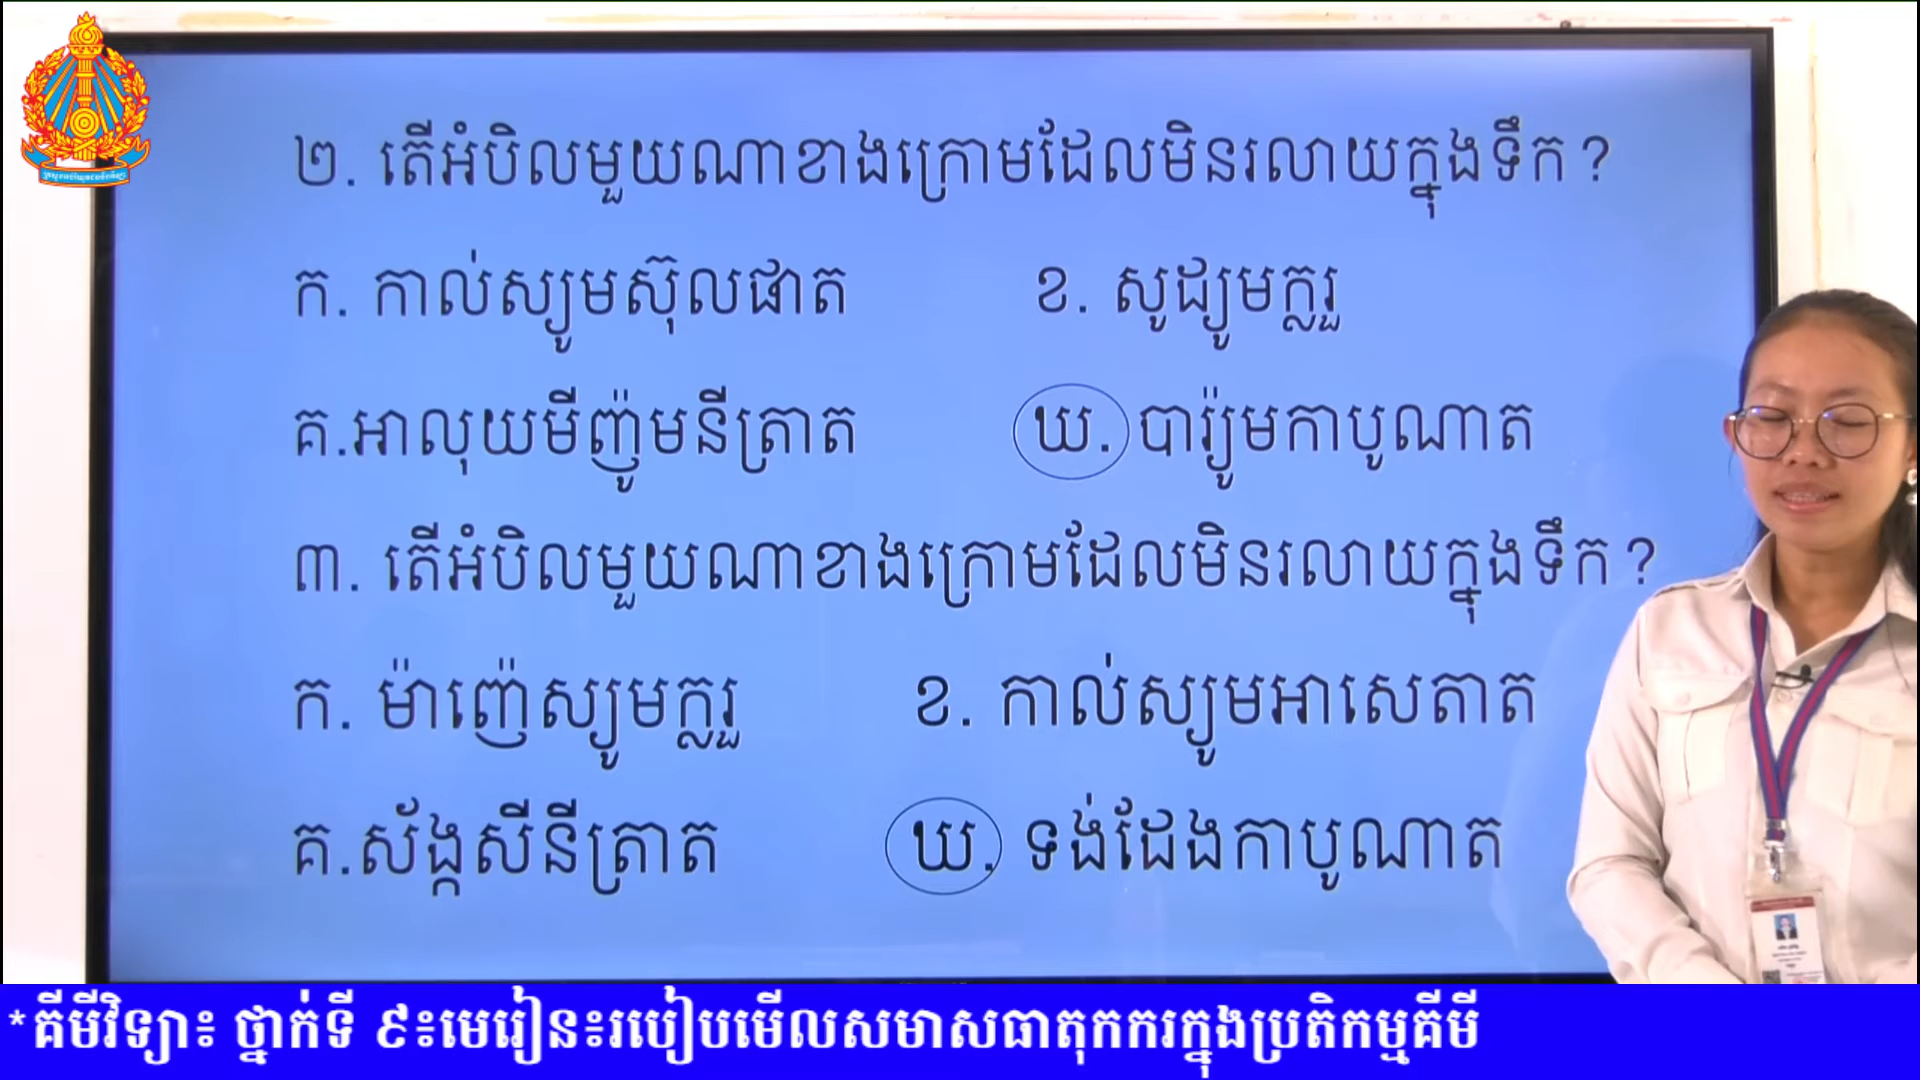 ២. តើអំបិលមួយណាខាងក្រោមដែលមិនរលាយក្នុងទឹក ?
ក. កាល់ស្យូមស៊ុលផាត ខ. សូដ្យូមក្លរួ
គ.អាលុយមីញ៉ូមនីត្រាត ឃ. បារ្យ៉ូមកាបូណាត
៣. តើអំបិលមួយណាខាងក្រោមដែលមិនរលាយក្នុងទឹក ?
ក. ម៉ាញ៉េស្យូមក្លរួ ខ. កាល់ស្យូមអាសេតាត
គ.ស័ង្កសីនីត្រាត ឃ. ទង់ដែងកាបូណាត
*គីមីវិទ្យា៖ ថ្នាក់ទី ៩៖មេរៀន៖របៀបមើលសមាសធាតុកករក្នុងប្រតិកម្មគីមី